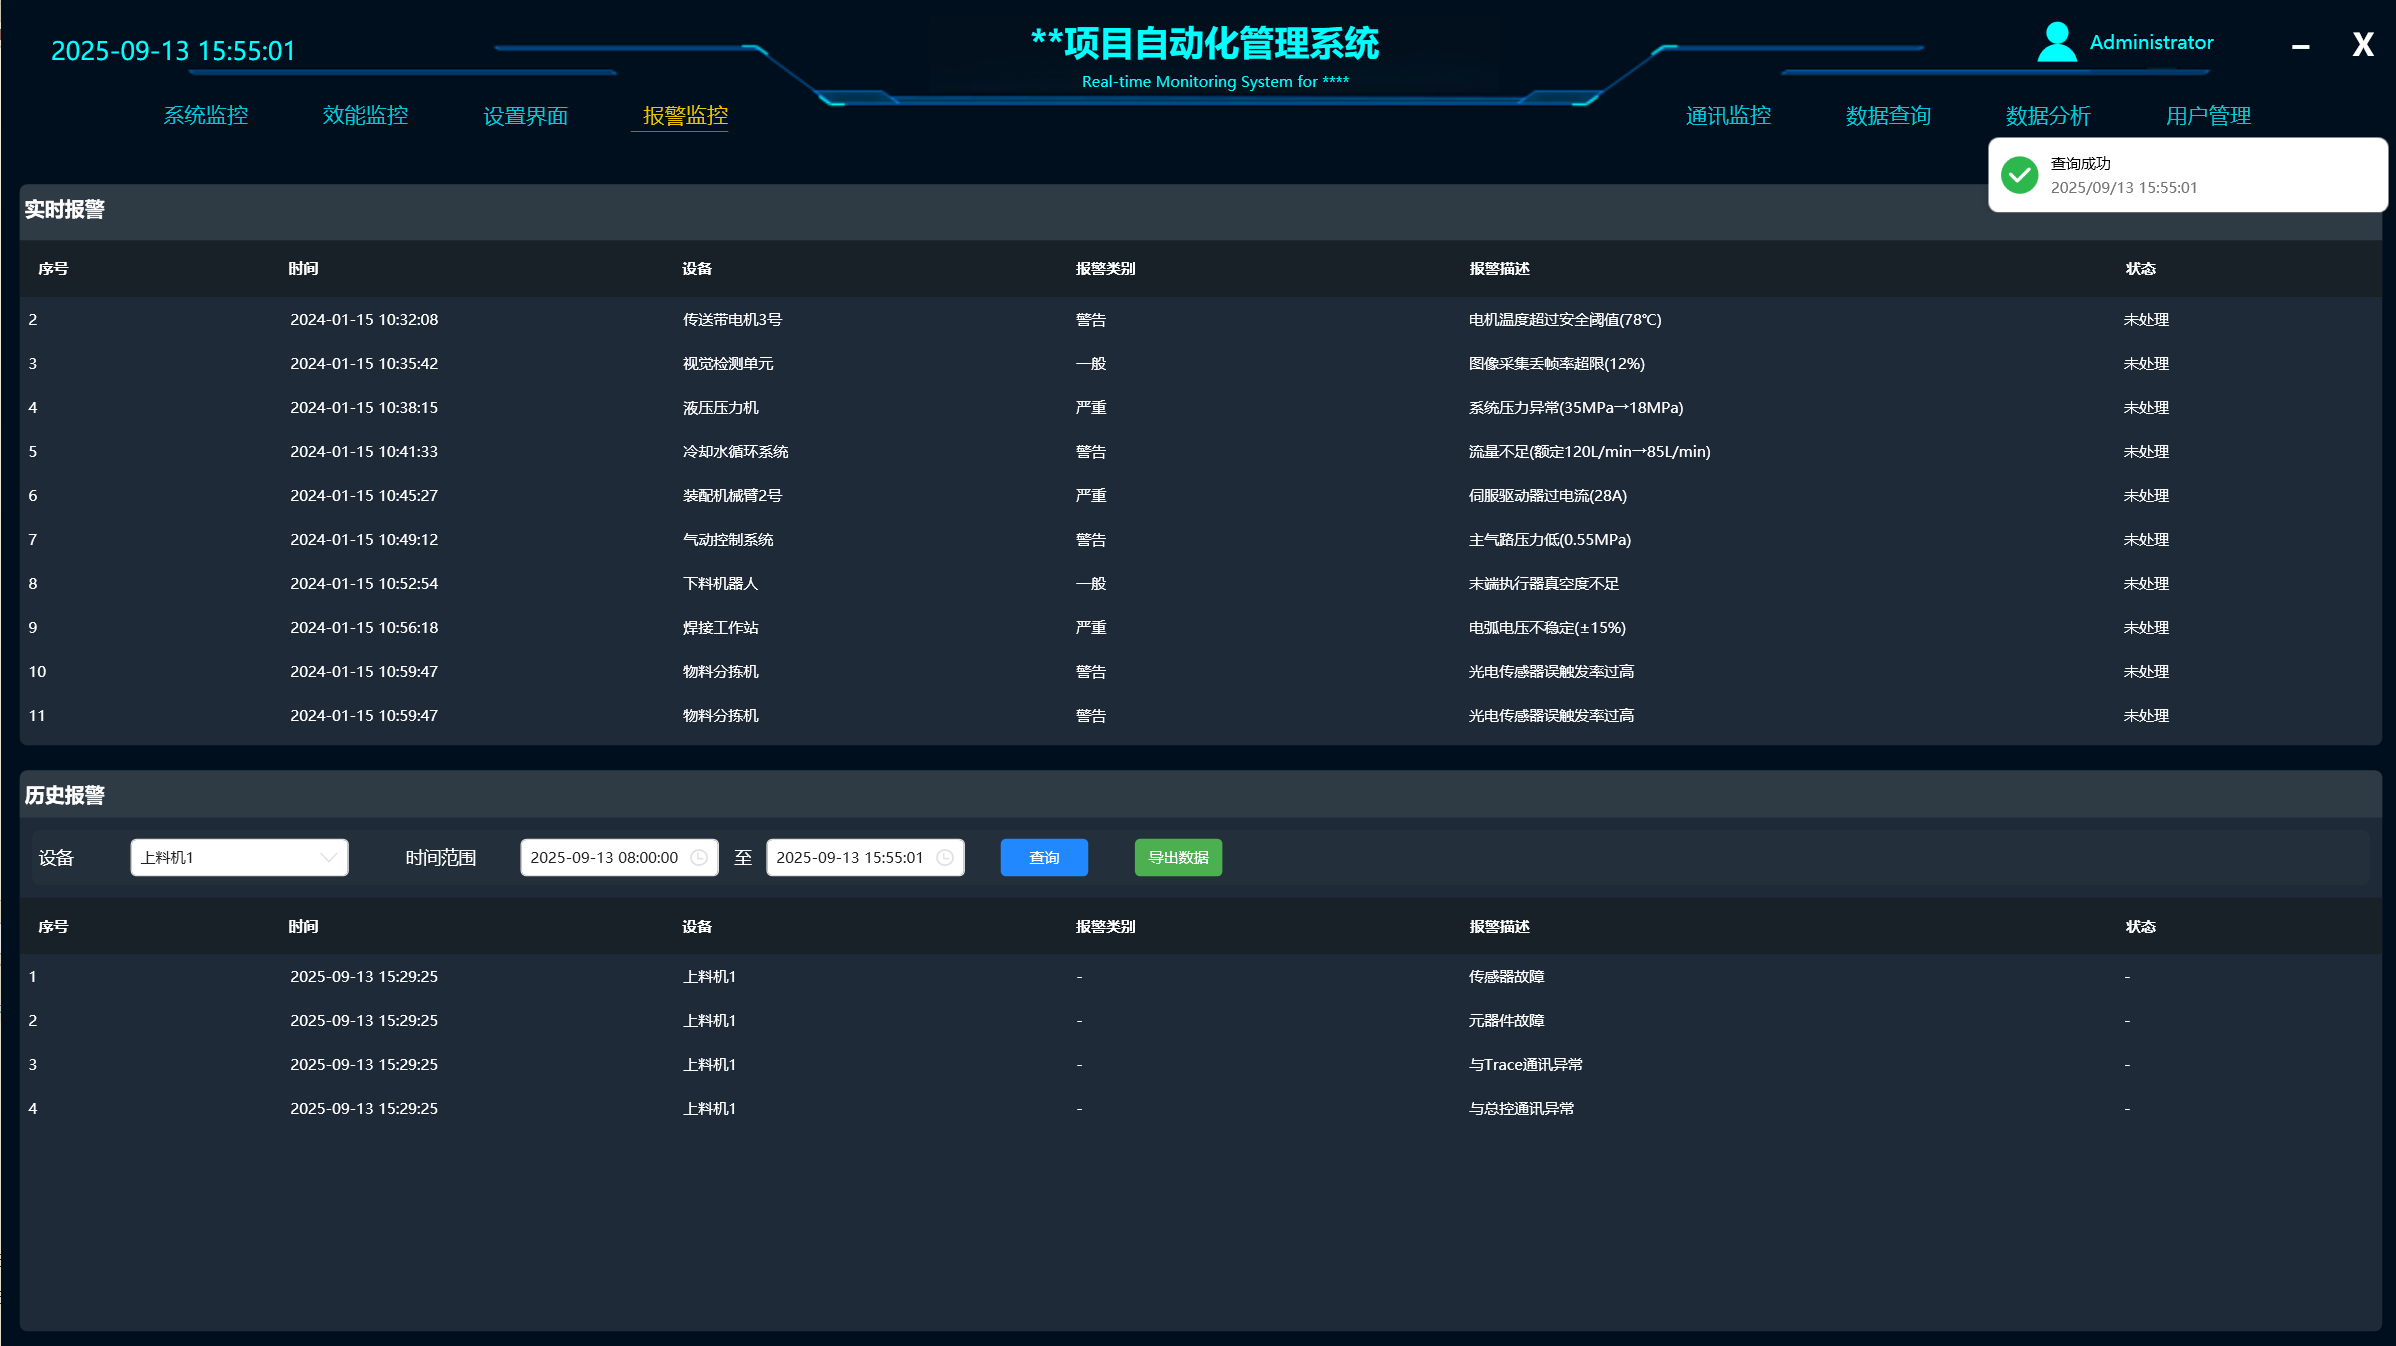 2025-09-13 15:55:01
**项目自动化管理系统
Real-time Monitoring System for ****
Administrator
X
系统监控 效能监控 设置界面 报警监控 通讯监控 数据查询 数据分析 用户管理
查询成功
2025/09/13 15:55:01
实时报警
序号 时间 设备 报警类别 报警描述 状态
2 2024-01-15 10:32:08 传送带电机3号 警告 电机温度超过安全阈值(78℃) 未处理
3 2024-01-15 10:35:42 视觉检测单元 一般 图像采集丢帧率超限(12%) 未处理
4 2024-01-15 10:38:15 液压压力机 严重 系统压力异常(35MPa→18MPa) 未处理
5 2024-01-15 10:41:33 冷却水循环系统 警告 流量不足(额定120L/min→85L/min) 未处理
6 2024-01-15 10:45:27 装配机械臂2号 严重 伺服驱动器过电流(28A) 未处理
7 2024-01-15 10:49:12 气动控制系统 警告 主气路压力低(0.55MPa) 未处理
8 2024-01-15 10:52:54 下料机器人 一般 末端执行器真空度不足 未处理
9 2024-01-15 10:56:18 焊接工作站 严重 电弧电压不稳定(±15%) 未处理
10 2024-01-15 10:59:47 物料分拣机 警告 光电传感器误触发率过高 未处理
11 2024-01-15 10:59:47 物料分拣机 警告 光电传感器误触发率过高 未处理
历史报警
设备 上料机1 时间范围 2025-09-13 08:00:00 至 2025-09-13 15:55:01 查询 导出数据
序号 时间 设备 报警类别 报警描述 状态
1 2025-09-13 15:29:25 上料机1 - 传感器故障 -
2 2025-09-13 15:29:25 上料机1 - 元器件故障 -
3 2025-09-13 15:29:25 上料机1 - 与Trace通讯异常 -
4 2025-09-13 15:29:25 上料机1 - 与总控通讯异常 -